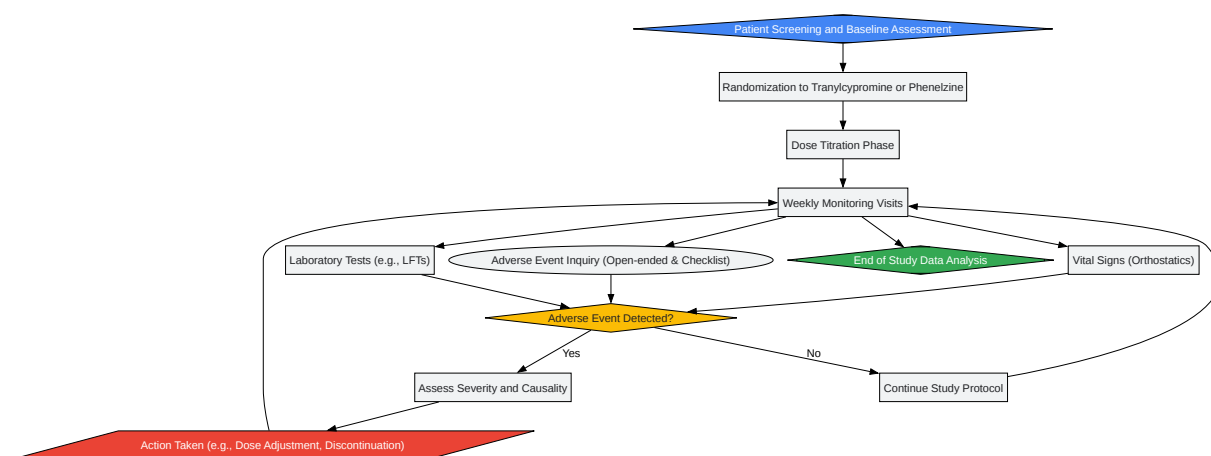 Patient Screening and Baseline Assessment
Randomization to Tranylcypromine or Phenelzine
Dose Titration Phase
Weekly Monitoring Visits
Laboratory Tests (e.g., LFTs)
Adverse Event Inquiry (Open-ended & Checklist)
End of Study Data Analysis
Vital Signs (Orthostatics)
Adverse Event Detected?
Yes
No
Assess Severity and Causality
Continue Study Protocol
Action Taken (e.g., Dose Adjustment, Discontinuation)